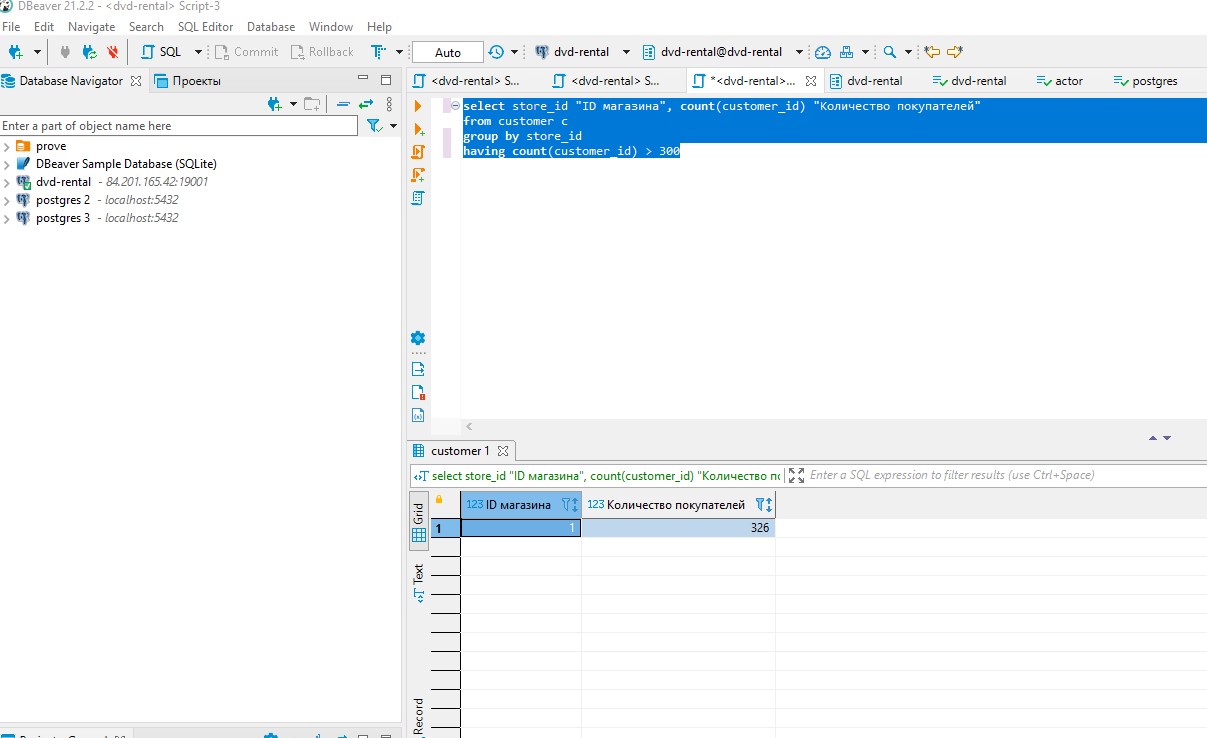 DBeaver 21.2.2 - <dvd-rental> Script-3
File Edit Navigate Search SQL Editor Database Window Help
SQL Commit Rollback Auto dvd-rental dvd-rental@dvd-rental
Database Navigator Проекты
Enter a part of object name here
prove
DBeaver Sample Database (SQLite)
dvd-rental - 84.201.165.42:19001
postgres 2 - localhost:5432
postgres 3 - localhost:5432
<dvd-rental> S... <dvd-rental> S... *<dvd-rental>... dvd-rental dvd-rental actor postgres
select store_id "ID магазина", count(customer_id) "Количество покупателей"
from customer c
group by store_id
having count(customer_id) > 300
customer 1
select store_id "ID магазина", count(customer_id) "Количество по Enter a SQL expression to filter results (use Ctrl+Space)
Grid
Text
Record
123 ID магазина 123 Количество покупателей
1 1 326